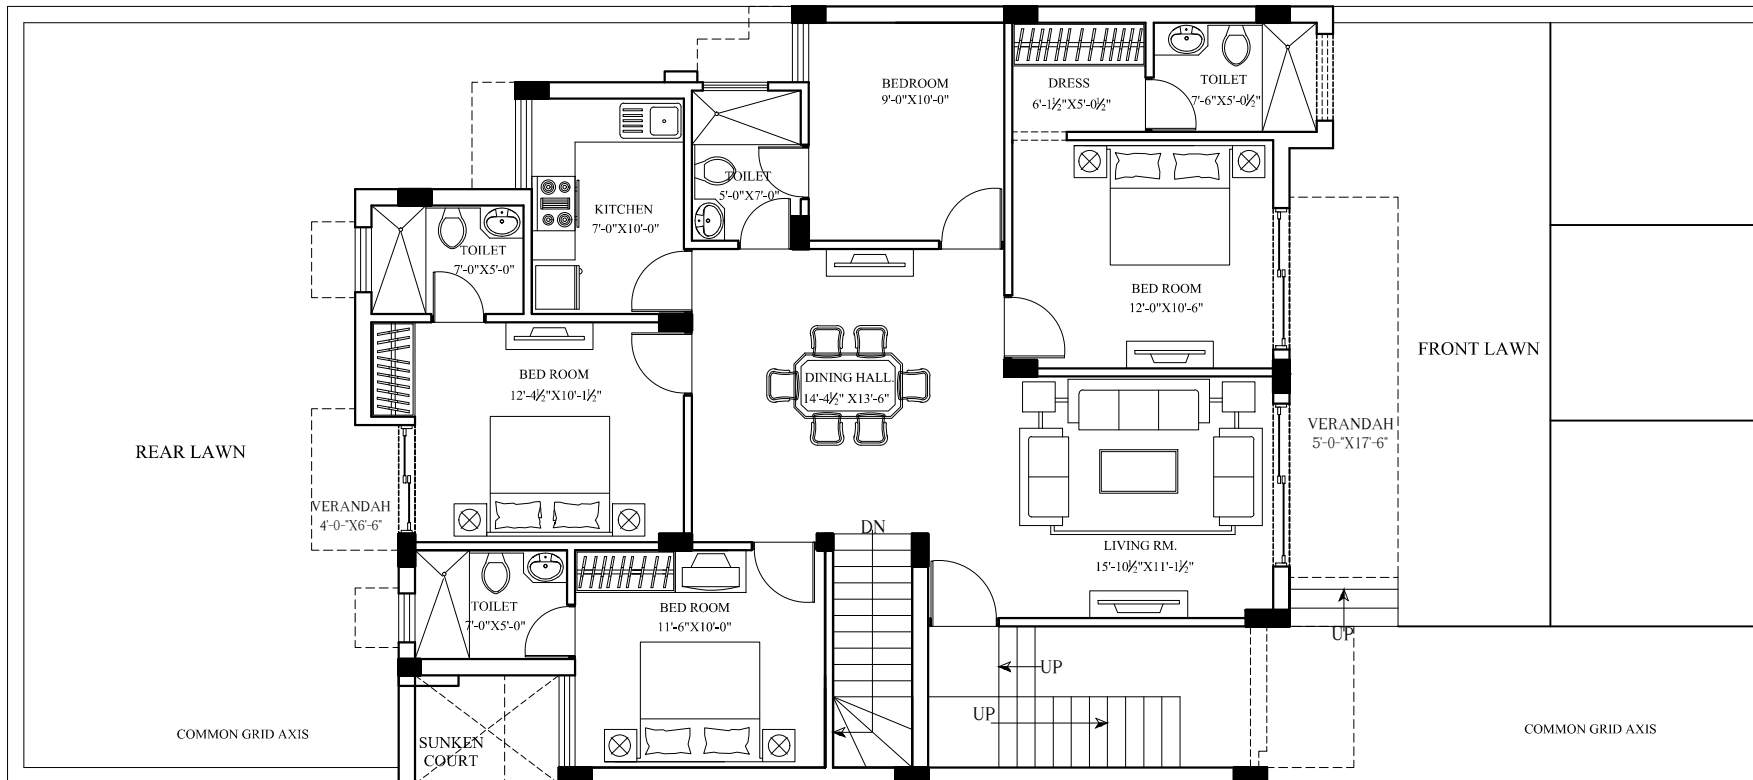 BEDROOM
9'-0"X10'-0"
DRESS
6'-1½"X5'-0½"
TOILET
7'-6"X5'-0½"
TOILET
5'-0"X7'-0"
KITCHEN
7'-0"X10'-0"
TOILET
7'-0"X5'-0"
BED ROOM
12'-0"X10'-6"
FRONT LAWN
BED ROOM
12'-4½"X10'-1½"
DINING HALL.
14'-4½" X13'-6"
VERANDAH
5'-0-"X17'-6"
REAR LAWN
VERANDAH
4'-0-"X6'-6"
DN
LIVING RM.
15'-10½"X11'-1½"
TOILET
7'-0"X5'-0"
BED ROOM
11'-6"X10'-0"
UP
UP
UP
COMMON GRID AXIS
SUNKEN
COURT
COMMON GRID AXIS